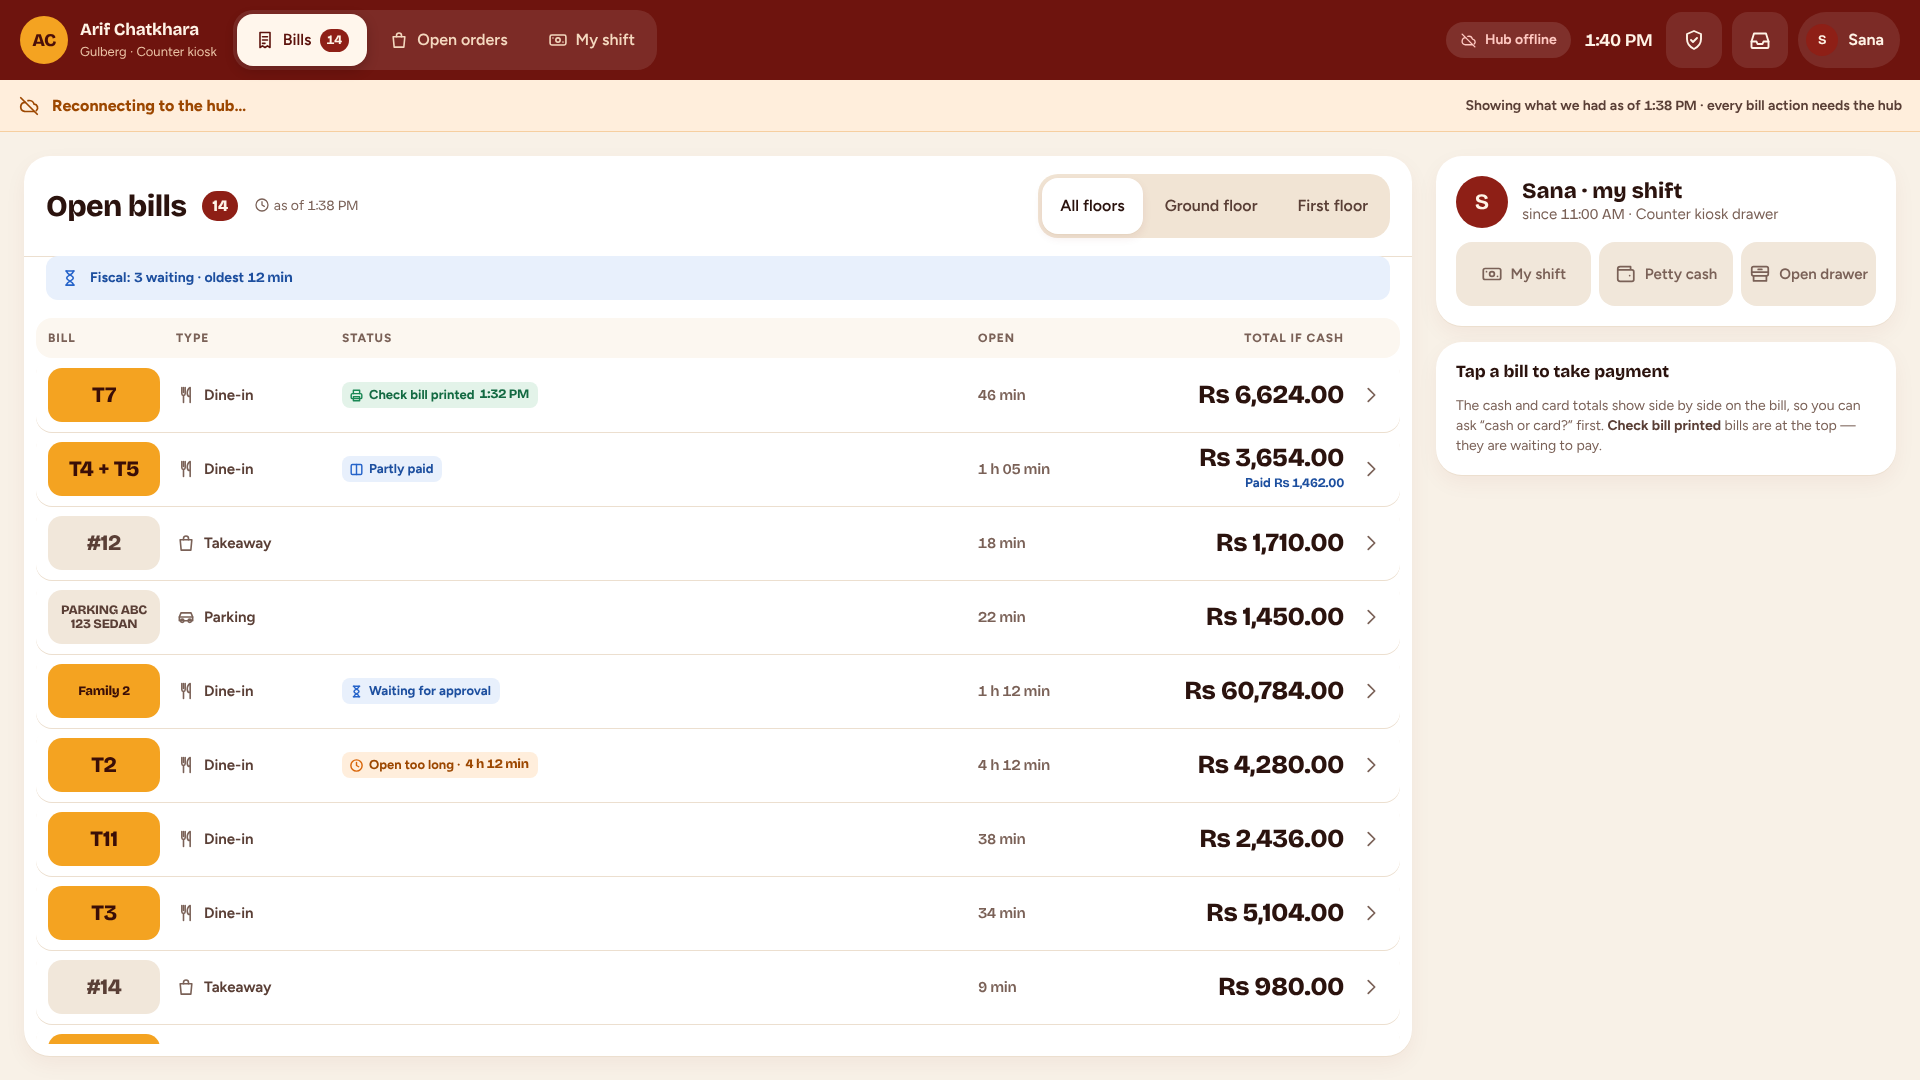 AC
Arif Chatkhara
Gulberg · Counter kiosk
Bills 14
Open orders
My shift
Hub offline
1:40 PM
S
Sana
Reconnecting to the hub...
Showing what we had as of 1:38 PM · every bill action needs the hub
Open bills 14
as of 1:38 PM
All floors
Ground floor
First floor
Fiscal: 3 waiting · oldest 12 min
BILL TYPE STATUS OPEN TOTAL IF CASH
T7 Dine-in Check bill printed 1:32 PM 46 min Rs 6,624.00
T4 + T5 Dine-in Partly paid 1 h 05 min Rs 3,654.00
Paid Rs 1,462.00
#12 Takeaway 18 min Rs 1,710.00
PARKING ABC
123 SEDAN
Parking 22 min Rs 1,450.00
Family 2 Dine-in Waiting for approval 1 h 12 min Rs 60,784.00
T2 Dine-in Open too long · 4 h 12 min 4 h 12 min Rs 4,280.00
T11 Dine-in 38 min Rs 2,436.00
T3 Dine-in 34 min Rs 5,104.00
#14 Takeaway 9 min Rs 980.00
S
Sana · my shift
since 11:00 AM · Counter kiosk drawer
My shift
Petty cash
Open drawer
Tap a bill to take payment
The cash and card totals show side by side on the bill, so you can
ask “cash or card?” first. Check bill printed bills are at the top —
they are waiting to pay.